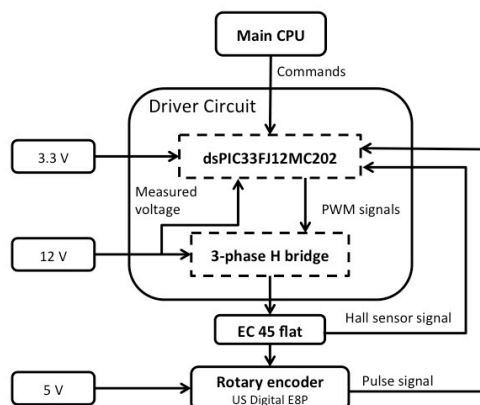 Main CPU
Commands
Driver Circuit
3.3 V
dsPIC33FJ12MC202
Measured
voltage
PWM signals
12 V
3-phase H bridge
Hall sensor signal
EC 45 flat
5 V
Rotary encoder
US Digital E8P
Pulse signal